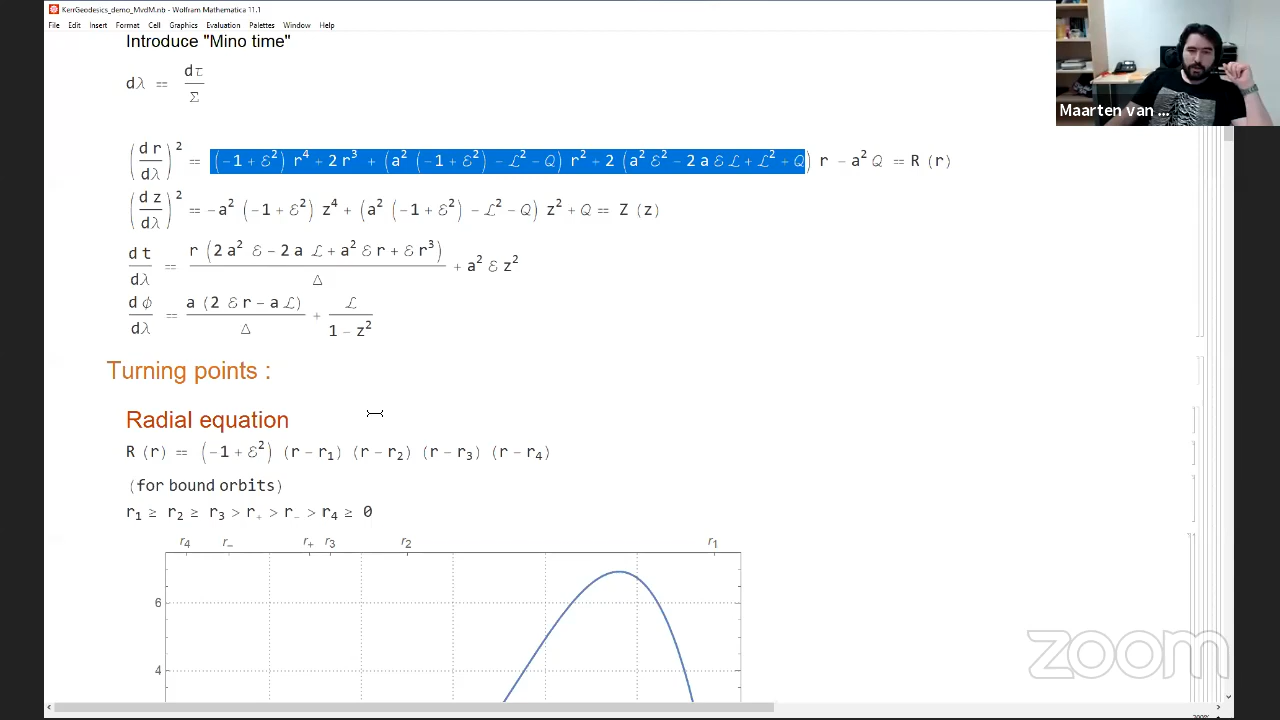 KerrGeodesics_demo_MvdM.nb - Wolfram Mathematica 11.1
File Edit Insert Format Cell Graphics Evaluation Palettes Window Help
Introduce "Mino time"
dλ == dτ/Σ
(dr/dλ)² == (-1 + ℰ²) r⁴ + 2 r³ + (a² (-1 + ℰ²) - ℒ² - Q) r² + 2 (a² ℰ² - 2 a ℰ ℒ + ℒ² + Q) r - a² Q == R (r)
(dz/dλ)² == -a² (-1 + ℰ²) z⁴ + (a² (-1 + ℰ²) - ℒ² - Q) z² + Q == Z (z)
dt/dλ == r (2 a² ℰ - 2 a ℒ + a² ℰ r + ℰ r³)/Δ + a² ℰ z²
dϕ/dλ == a (2 ℰ r - a ℒ)/Δ + ℒ/(1 - z²)
Turning points :
Radial equation
R (r) == (-1 + ℰ²) (r - r₁) (r - r₂) (r - r₃) (r - r₄)
(for bound orbits)
r₁ ≥ r₂ ≥ r₃ > r₊ > r₋ > r₄ ≥ 0
r₄ r₋ r₊ r₃ r₂ r₁
6
4
Maarten van ...
zoom
200%